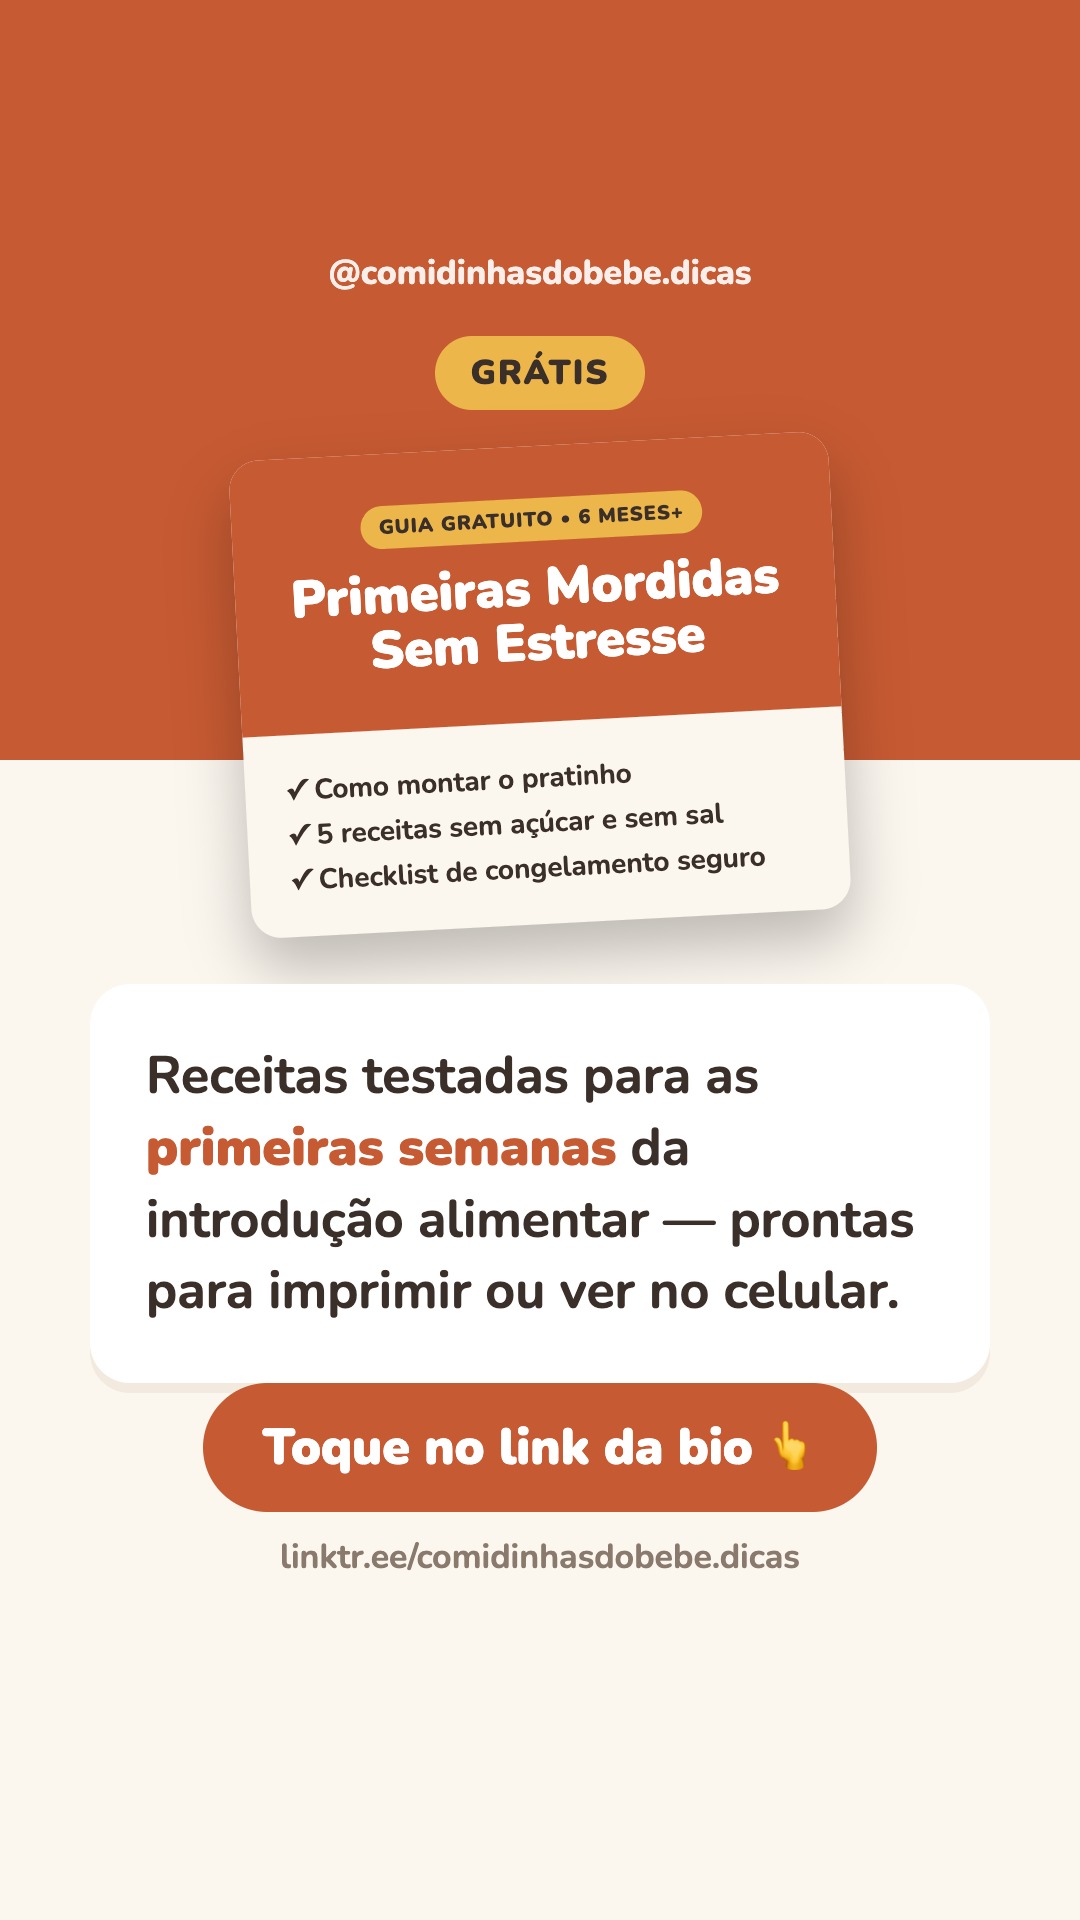 @comidinhasdobebe.dicas
GRÁTIS
GUIA GRATUITO • 6 MESES+
Primeiras Mordidas
Sem Estresse
✓ Como montar o pratinho
✓ 5 receitas sem açúcar e sem sal
✓ Checklist de congelamento seguro
Receitas testadas para as
primeiras semanas da
introdução alimentar — prontas
para imprimir ou ver no celular.
Toque no link da bio 👆
linktr.ee/comidinhasdobebe.dicas